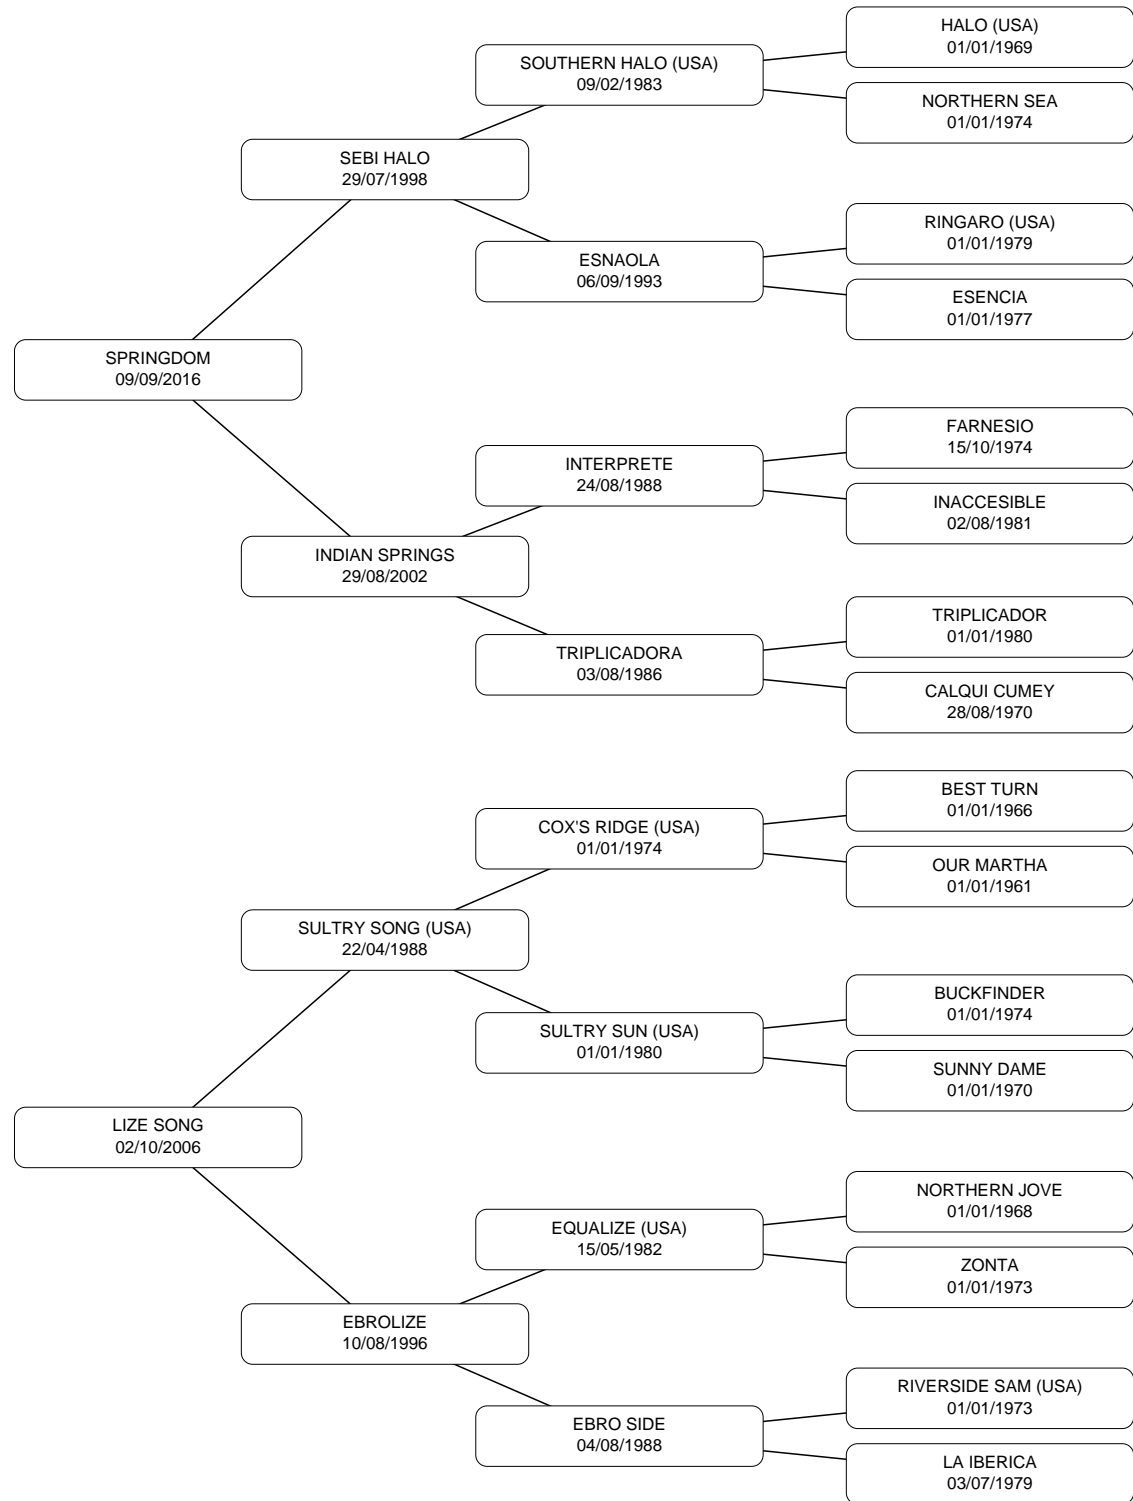 HALO (USA)
01/01/1969
SOUTHERN HALO (USA)
09/02/1983
NORTHERN SEA
01/01/1974
SEBI HALO
29/07/1998
RINGARO (USA)
01/01/1979
ESNAOLA
06/09/1993
ESENCIA
01/01/1977
SPRINGDOM
09/09/2016
FARNESIO
15/10/1974
INTERPRETE
24/08/1988
INACCESIBLE
02/08/1981
INDIAN SPRINGS
29/08/2002
TRIPLICADOR
01/01/1980
TRIPLICADORA
03/08/1986
CALQUI CUMEY
28/08/1970
BEST TURN
01/01/1966
COX'S RIDGE (USA)
01/01/1974
OUR MARTHA
01/01/1961
SULTRY SONG (USA)
22/04/1988
BUCKFINDER
01/01/1974
SULTRY SUN (USA)
01/01/1980
SUNNY DAME
01/01/1970
LIZE SONG
02/10/2006
NORTHERN JOVE
01/01/1968
EQUALIZE (USA)
15/05/1982
ZONTA
01/01/1973
EBROLIZE
10/08/1996
RIVERSIDE SAM (USA)
01/01/1973
EBRO SIDE
04/08/1988
LA IBERICA
03/07/1979